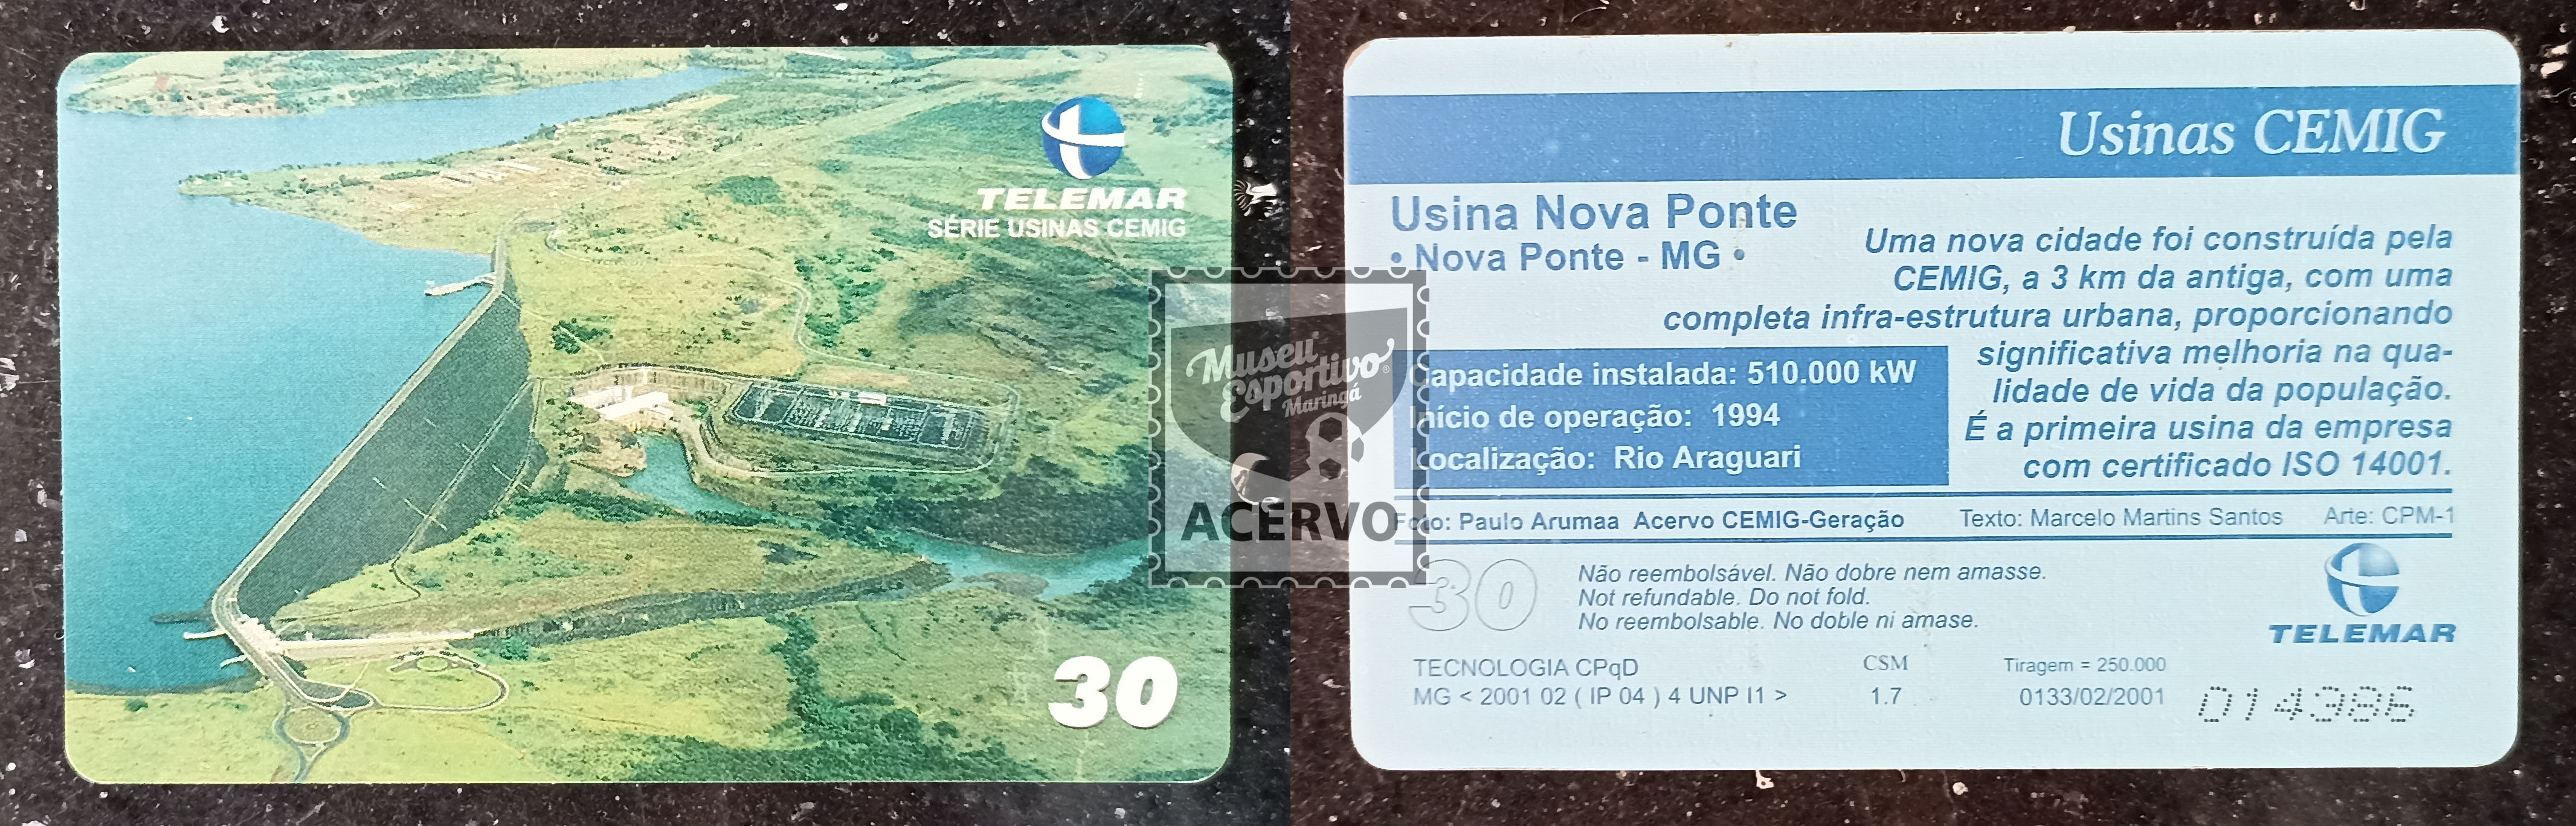 TELEMAR
SÉRIE USINAS CEMIG
30
Museu
Esportivo®
Maringá
ACERVO
Usinas CEMIG
Usina Nova Ponte
• Nova Ponte - MG •
Uma nova cidade foi construída pela
CEMIG, a 3 km da antiga, com uma
completa infra-estrutura urbana, proporcionando
significativa melhoria na qua-
lidade de vida da população.
É a primeira usina da empresa
com certificado ISO 14001.
Capacidade instalada: 510.000 kW
Início de operação: 1994
Localização: Rio Araguari
Foto: Paulo Arumaa Acervo CEMIG-Geração Texto: Marcelo Martins Santos Arte: CPM-1
30
Não reembolsável. Não dobre nem amasse.
Not refundable. Do not fold.
No reembolsable. No doble ni amase.
TELEMAR
TECNOLOGIA CPqD CSM Tiragem = 250.000
MG < 2001 02 ( IP 04 ) 4 UNP I1 > 1.7 0133/02/2001 014386